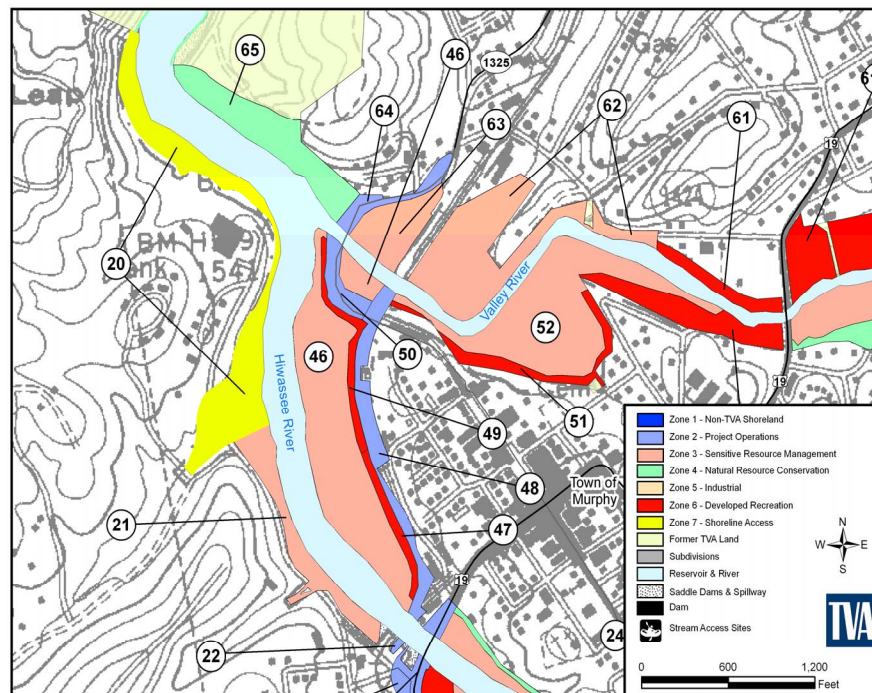 65
46
1325
Gas
64
63
62
61
19
20
BM
1541
46
50
52
Valley River
Hiwassee River
51
49
48
47
Town of
Murphy
21
22
19
19
24
Zone 1 - Non-TVA Shoreland
Zone 2 - Project Operations
Zone 3 - Sensitive Resource Management
Zone 4 - Natural Resource Conservation
Zone 5 - Industrial
Zone 6 - Developed Recreation
Zone 7 - Shoreline Access
Former TVA Land
Subdivisions
Reservoir & River
Saddle Dams & Spillway
Dam
Stream Access Sites
N
W E
S
TVA
0 600 1,200
Feet